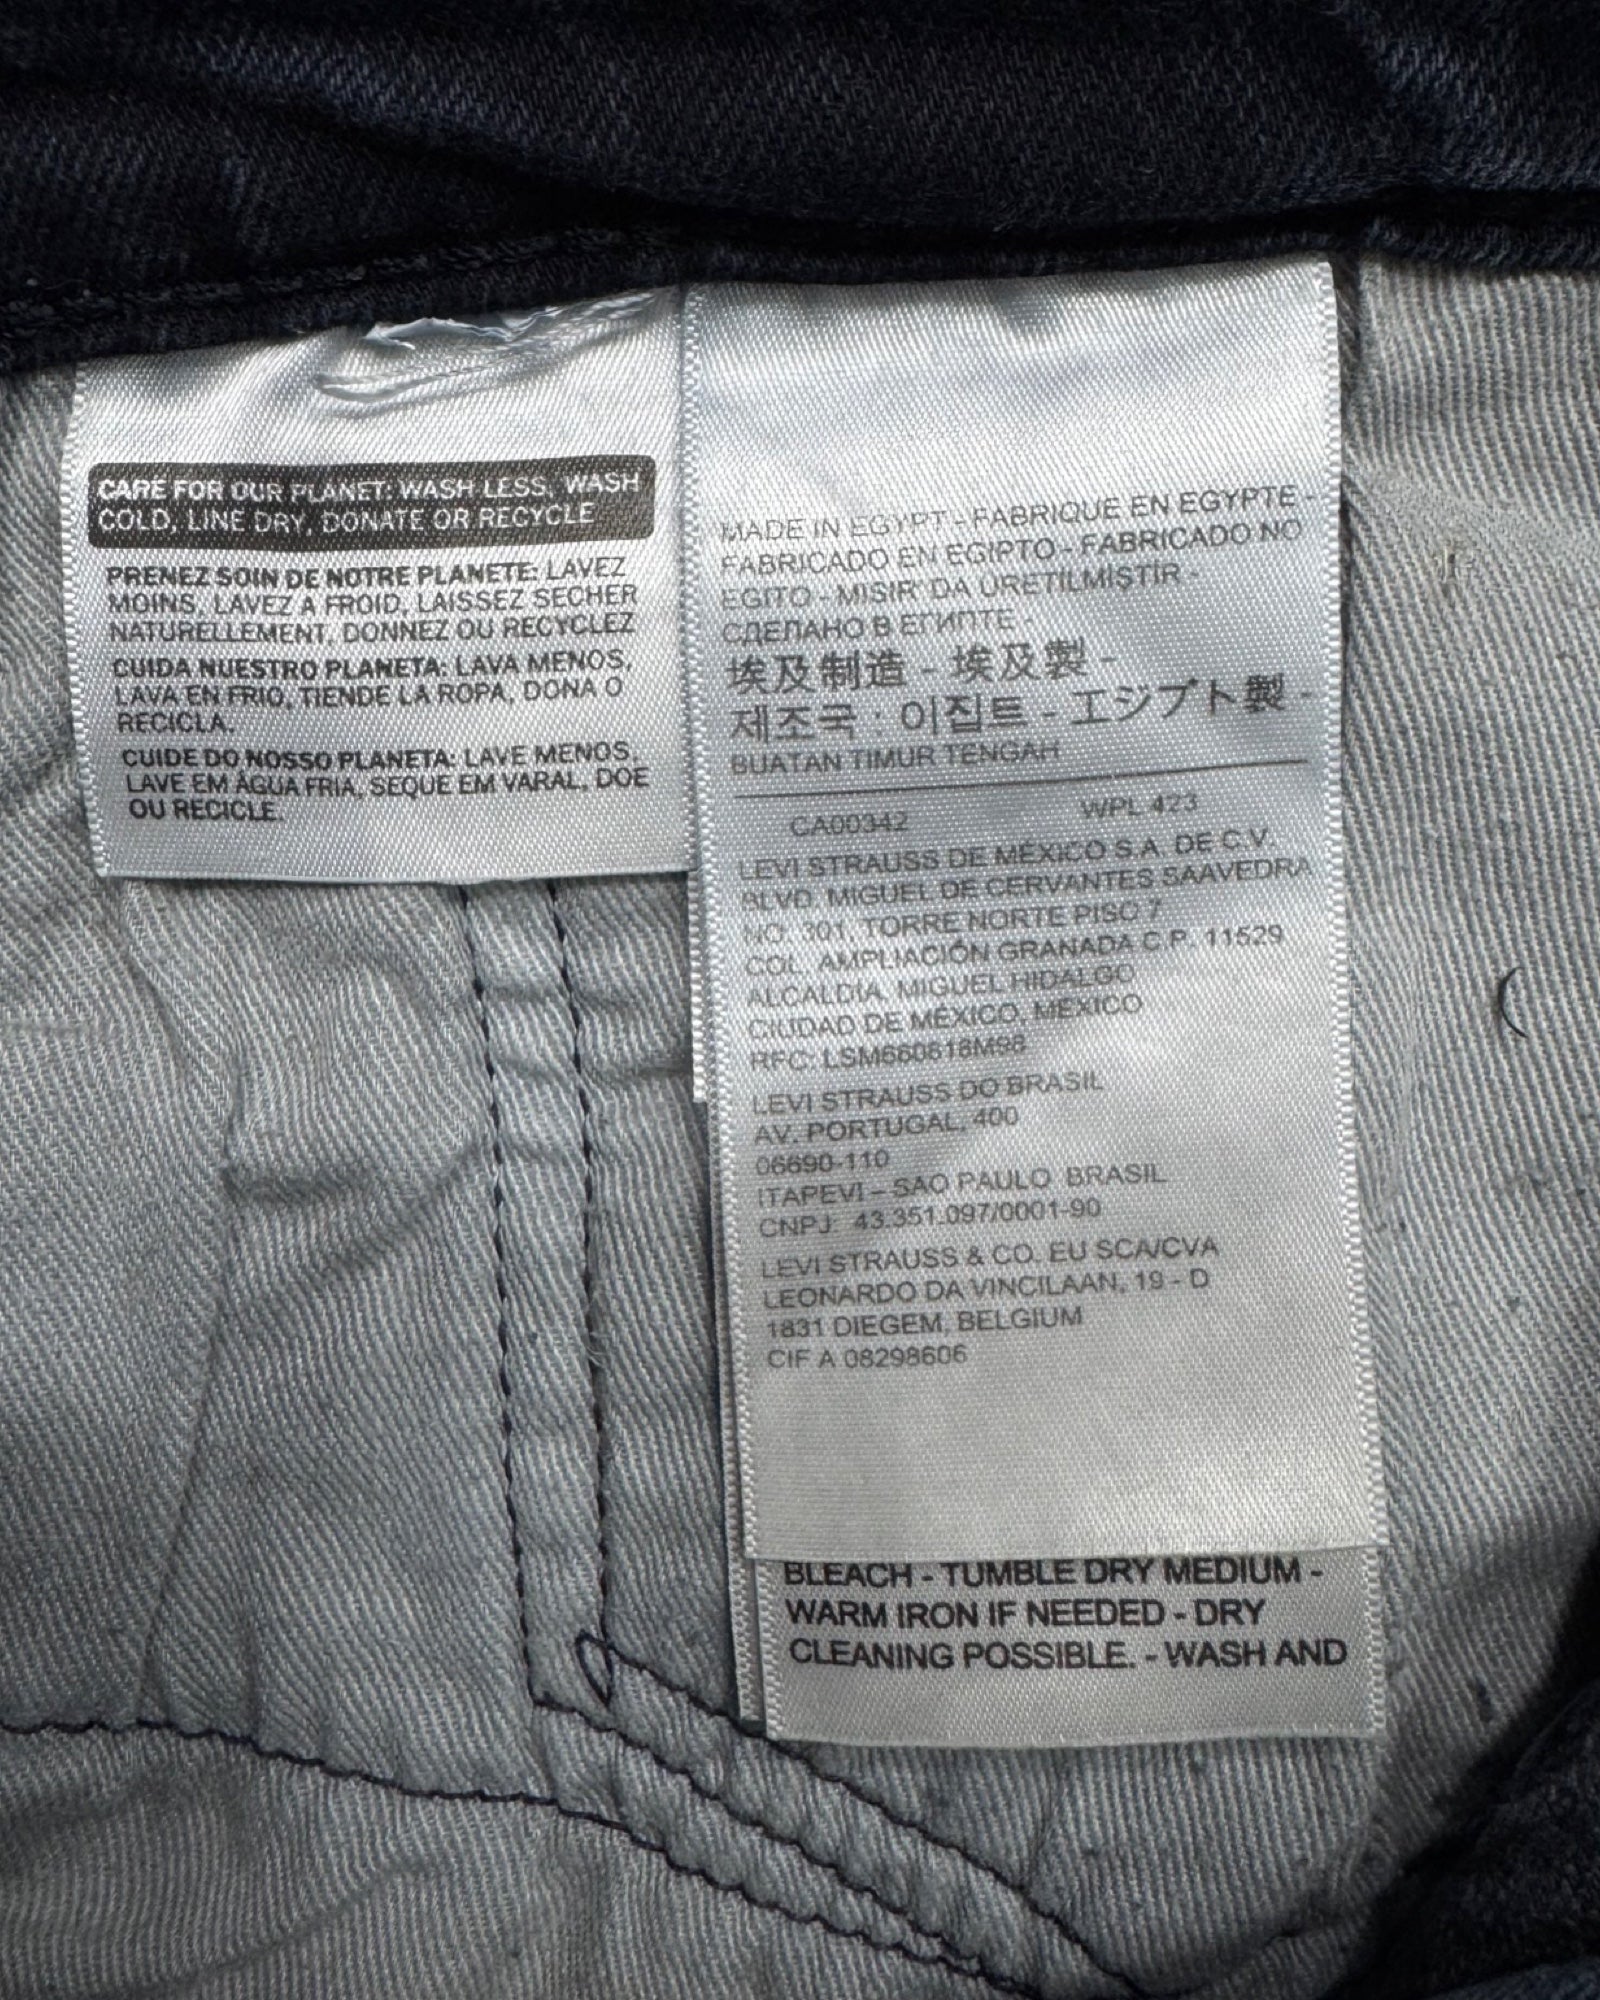 CARE FOR OUR PLANET: WASH LESS, WASH
COLD, LINE DRY, DONATE OR RECYCLE
PRENEZ SOIN DE NOTRE PLANETE: LAVEZ
MOINS, LAVEZ A FROID, LAISSEZ SECHER
NATURELLEMENT, DONNEZ OU RECYCLEZ
CUIDA NUESTRO PLANETA: LAVA MENOS,
LAVA EN FRIO, TIENDE LA ROPA, DONA O
RECICLA.
CUIDE DO NOSSO PLANETA: LAVE MENOS,
LAVE EM ÁGUA FRIA, SEQUE EM VARAL, DOE
OU RECICLE.
MADE IN EGYPT - FABRIQUE EN EGYPTE -
FABRICADO EN EGIPTO - FABRICADO NO
EGITO - MISIR' DA URETILMISTIR -
СДЕЛАНО В ЕГИПТЕ -
埃及制造 - 埃及製 -
제조국 : 이집트 - エジプト製 -
BUATAN TIMUR TENGAH
CA00342 WPL 423
LEVI STRAUSS DE MÉXICO S.A. DE C.V.
BLVD. MIGUEL DE CERVANTES SAAVEDRA
NO. 301, TORRE NORTE PISO 7
COL. AMPLIACIÓN GRANADA C.P. 11529
ALCALDÍA MIGUEL HIDALGO
CIUDAD DE MÉXICO, MÉXICO
RFC: LSM660618M98
LEVI STRAUSS DO BRASIL
AV. PORTUGAL, 400
06690-110
ITAPEVI – SAO PAULO BRASIL
CNPJ: 43.351.097/0001-90
LEVI STRAUSS & CO. EU SCA/CVA
LEONARDO DA VINCILAAN, 19 - D
1831 DIEGEM, BELGIUM
CIF A 08298606
BLEACH - TUMBLE DRY MEDIUM -
WARM IRON IF NEEDED - DRY
CLEANING POSSIBLE. - WASH AND